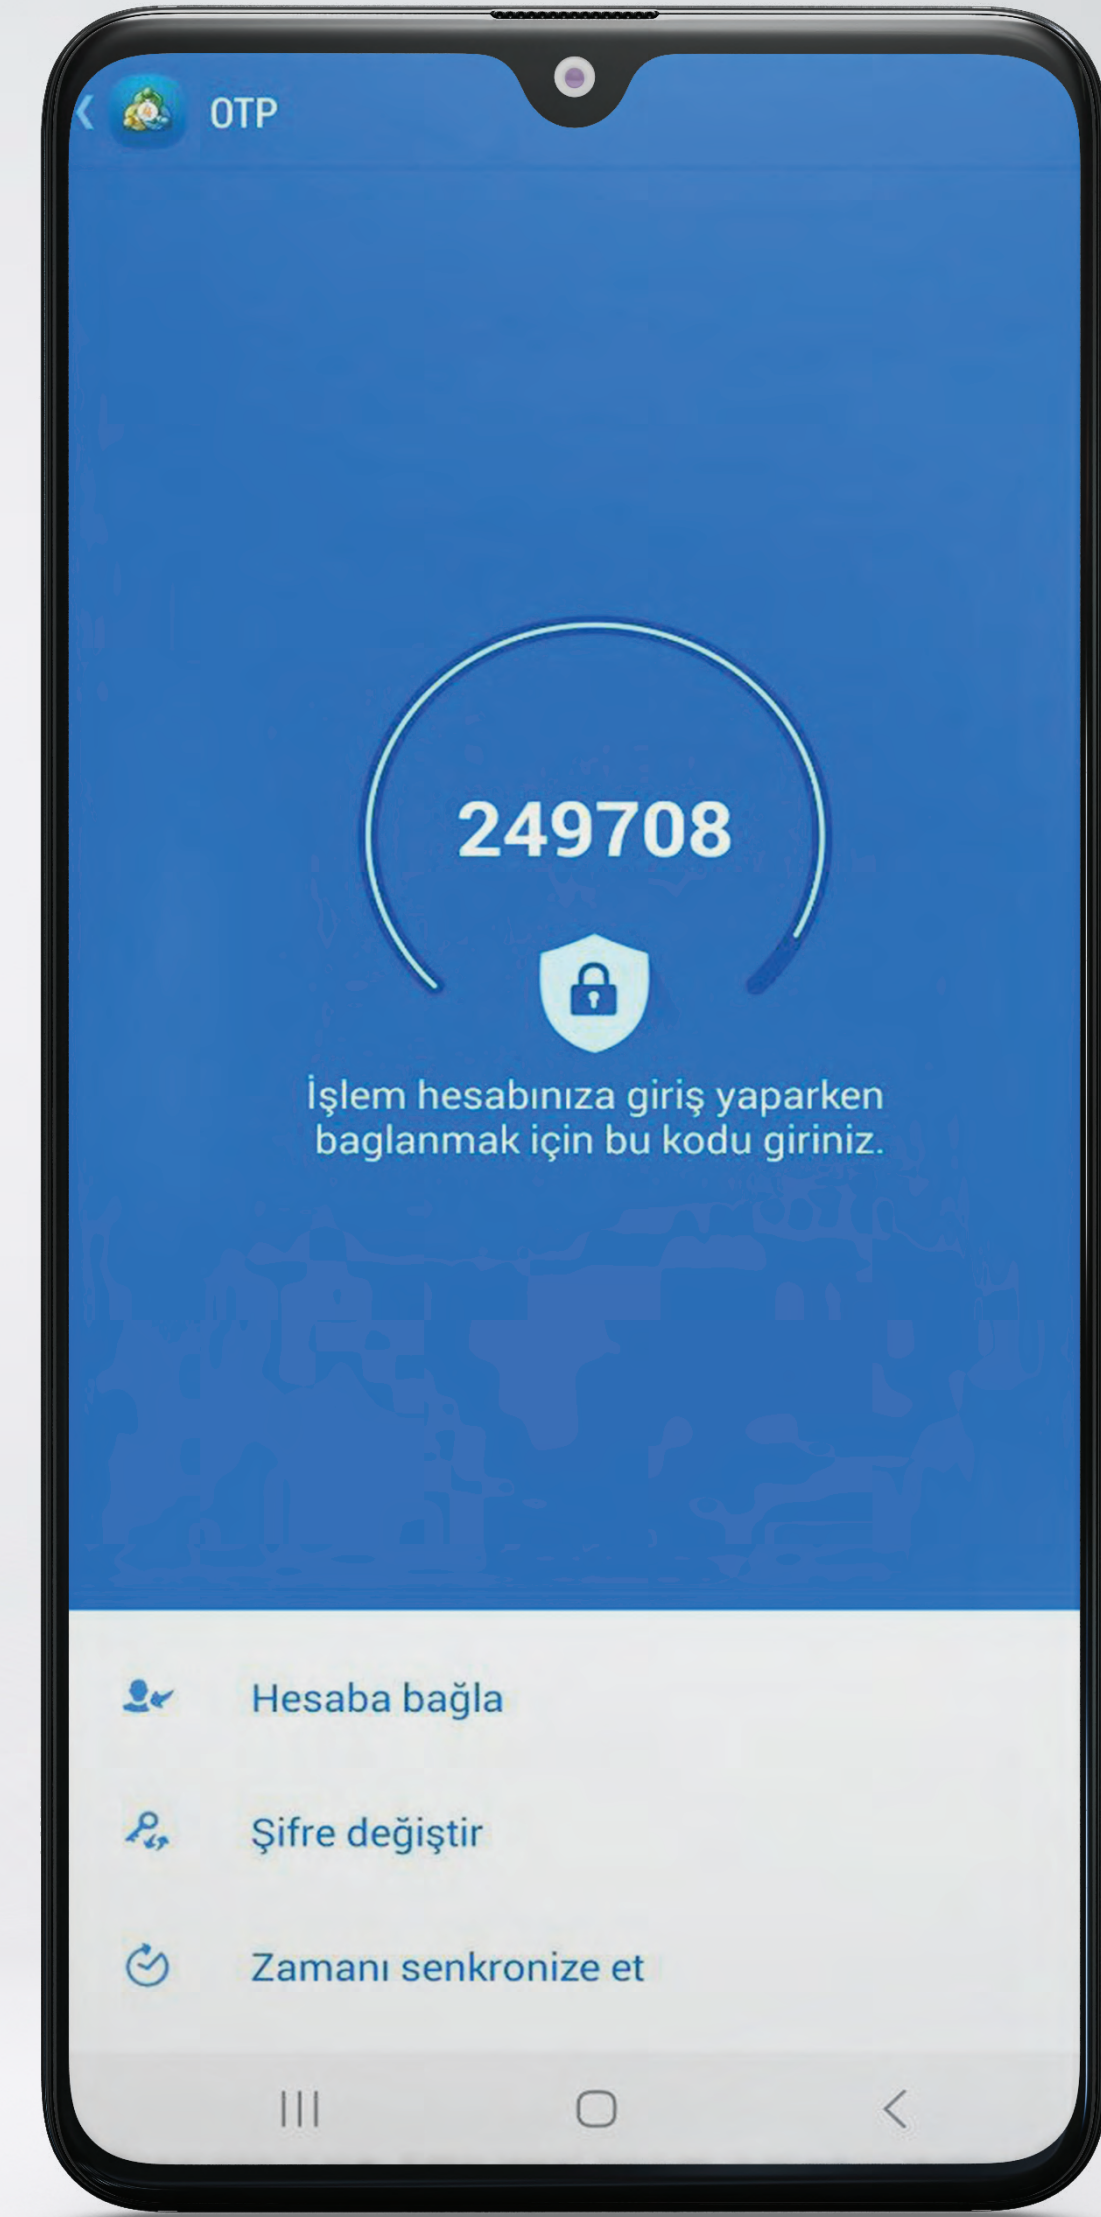 OTP
249708
İşlem hesabınıza giriş yaparken
baglanmak için bu kodu giriniz.
Hesaba bağla
Şifre değiştir
Zamanı senkronize et